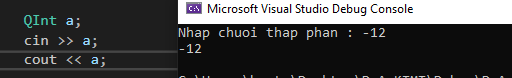 QInt a;
cin >> a;
cout << a;
Microsoft Visual Studio Debug Console
Nhap chuoi thap phan : -12
-12